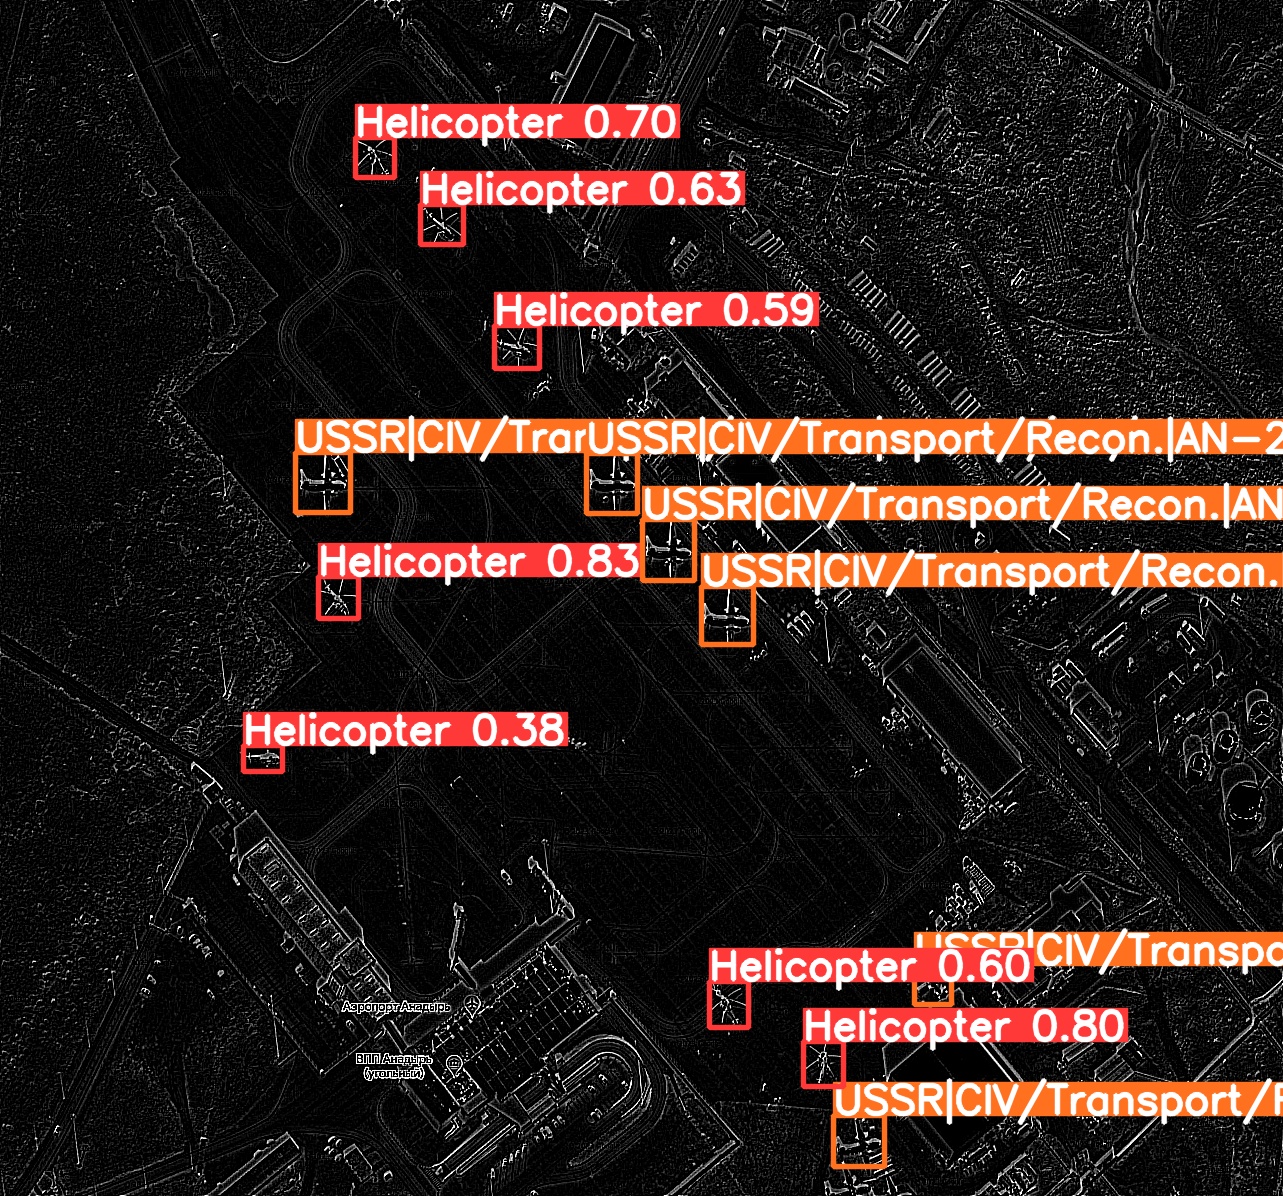 Helicopter 0.70
Helicopter 0.63
Helicopter 0.59
USSR|CIV/Tran
USSR|CIV/Transport/Recon.|AN-2
USSR|CIV/Transport/Recon.|AN
Helicopter 0.83
USSR|CIV/Transport/Recon.
Helicopter 0.38
USSR|CIV/Transpo
Helicopter 0.60
Аэропорт Анадырь
Helicopter 0.80
ВПП Анадырь
(угольный)
USSR|CIV/Transport/R